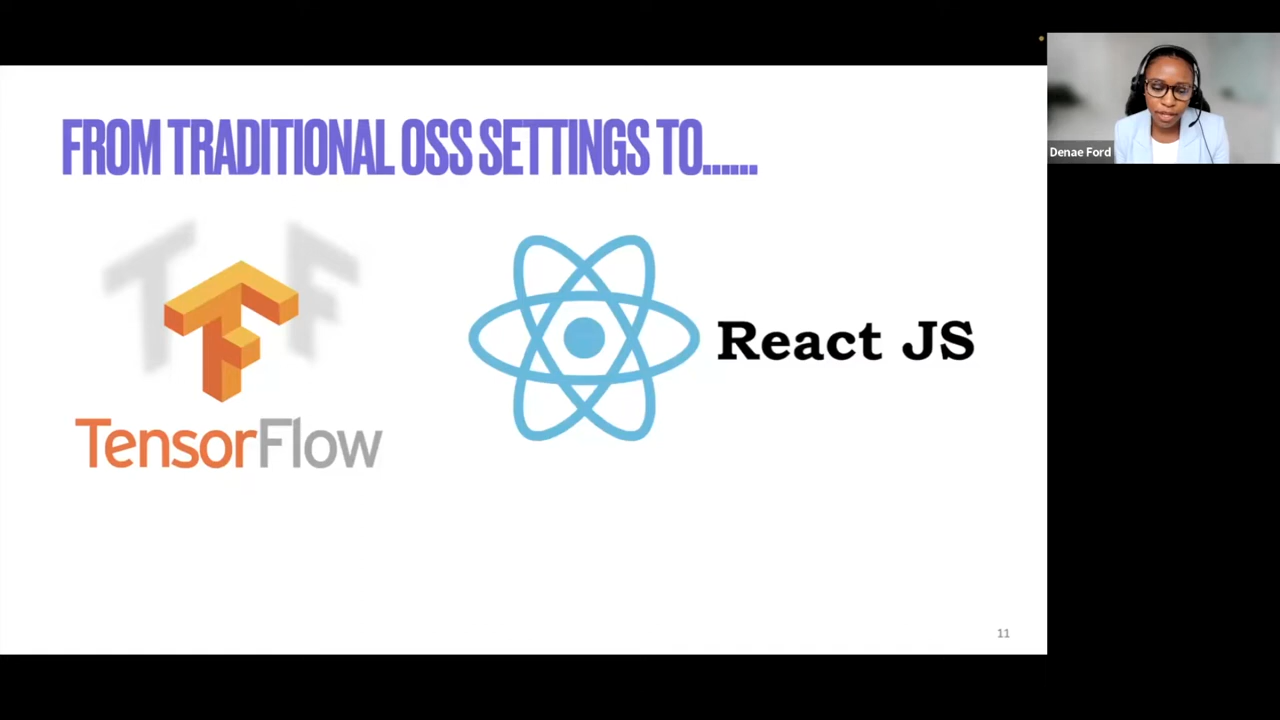 FROM TRADITIONAL OSS SETTINGS TO......
Denae Ford
TensorFlow
React JS
11